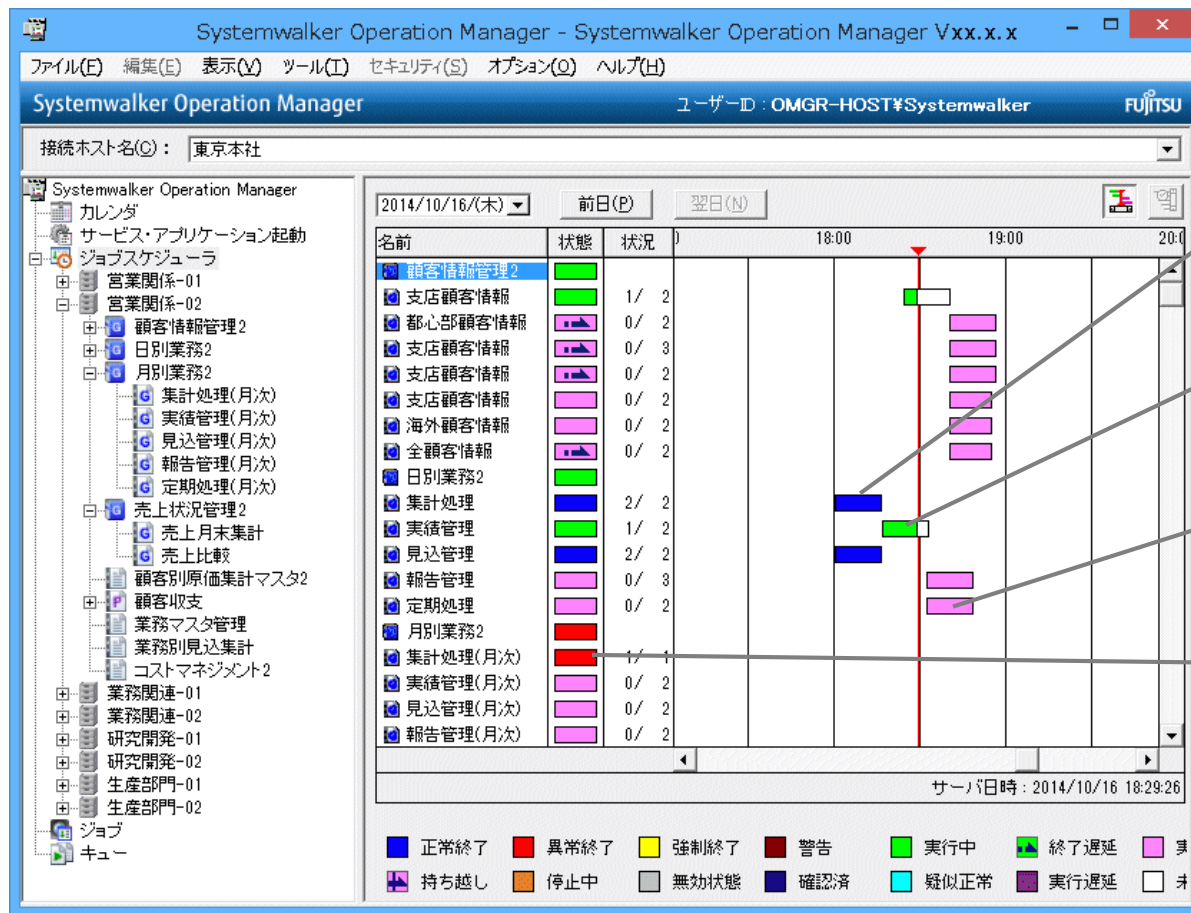 Systemwalker Operation Manager - Systemwalker Operation Manager Vxx.x.x
ファイル(F) 編集(E) 表示(V) ツール(T) セキュリティ(S) オプション(O) ヘルプ(H)
Systemwalker Operation Manager ユーザーID : OMGR-HOST¥Systemwalker FUJITSU
接続ホスト名(C) : 東京本社
Systemwalker Operation Manager
カレンダ
サービス・アプリケーション起動
ジョブスケジューラ
営業関係-01
営業関係-02
顧客情報管理2
日別業務2
月別業務2
集計処理(月次)
実績管理(月次)
見込管理(月次)
報告管理(月次)
定期処理(月次)
売上状況管理2
売上月末集計
売上比較
顧客別原価集計マスタ2
顧客収支
業務マスタ管理
業務別見込集計
コストマネジメント2
業務関連-01
業務関連-02
研究開発-01
研究開発-02
生産部門-01
生産部門-02
ジョブ
キュー
2014/10/16/(木) 前日(P) 翌日(N)
名前 状態 状況 18:00 19:00 20:0
顧客情報管理2
支店顧客情報 1/ 2
都心部顧客情報 0/ 2
支店顧客情報 0/ 3
支店顧客情報 0/ 2
支店顧客情報 0/ 2
海外顧客情報 0/ 2
全顧客情報 0/ 2
日別業務2
集計処理 2/ 2
実績管理 1/ 2
見込管理 2/ 2
報告管理 0/ 3
定期処理 0/ 2
月別業務2
集計処理(月次) 1/ 1
実績管理(月次) 0/ 2
見込管理(月次) 0/ 2
報告管理(月次) 0/ 2
サーバ日時 : 2014/10/16 18:29:26
正常終了 異常終了 強制終了 警告 実行中 終了遅延
持ち越し 停止中 無効状態 確認済 疑似正常 実行遅延